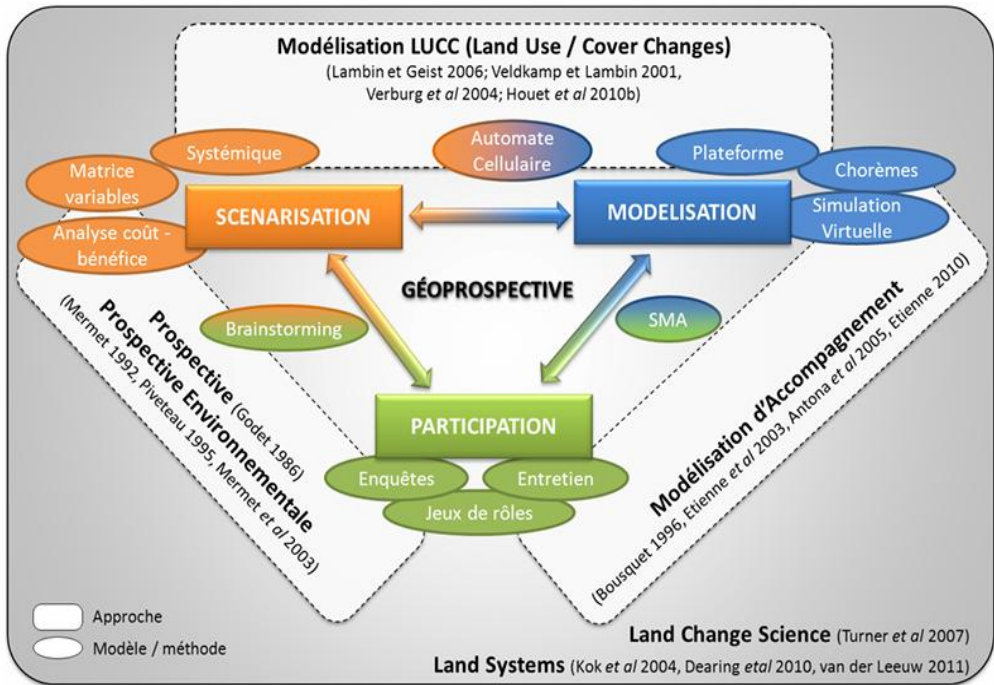 Modélisation LUCC (Land Use / Cover Changes)
(Lambin et Geist 2006; Veldkamp et Lambin 2001,
Verburg et al 2004; Houet et al 2010b)
Systémique
Matrice
variables
Analyse coût -
bénéfice
SCENARISATION
Automate
Cellulaire
Plateforme
Chorèmes
Simulation
Virtuelle
MODELISATION
GÉOPROSPECTIVE
Brainstorming
SMA
PARTICIPATION
Enquêtes
Entretien
Jeux de rôles
Prospective (Godet 1986)
Prospective Environnementale
(Mermet 1992, Piveteau 1995, Mermet et al 2003)
Modélisation d’Accompagnement
(Bousquet 1996, Etienne et al 2003, Antona et al 2005, Etienne 2010)
Approche
Modèle / méthode
Land Change Science (Turner et al 2007)
Land Systems (Kok et al 2004, Dearing etal 2010, van der Leeuw 2011)